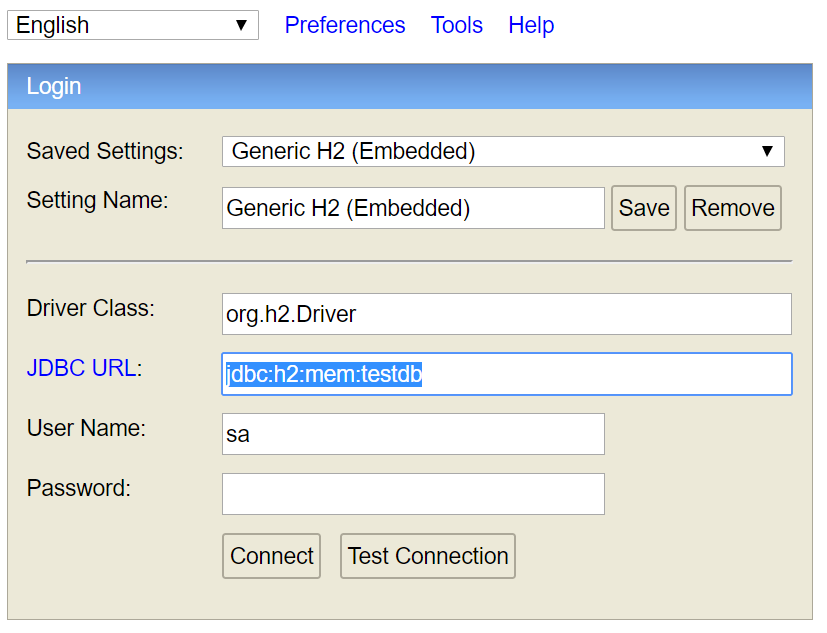 English Preferences Tools Help
Login
Saved Settings: Generic H2 (Embedded)
Setting Name: Generic H2 (Embedded) Save Remove
Driver Class: org.h2.Driver
JDBC URL: jdbc:h2:mem:testdb
User Name: sa
Password:
Connect Test Connection